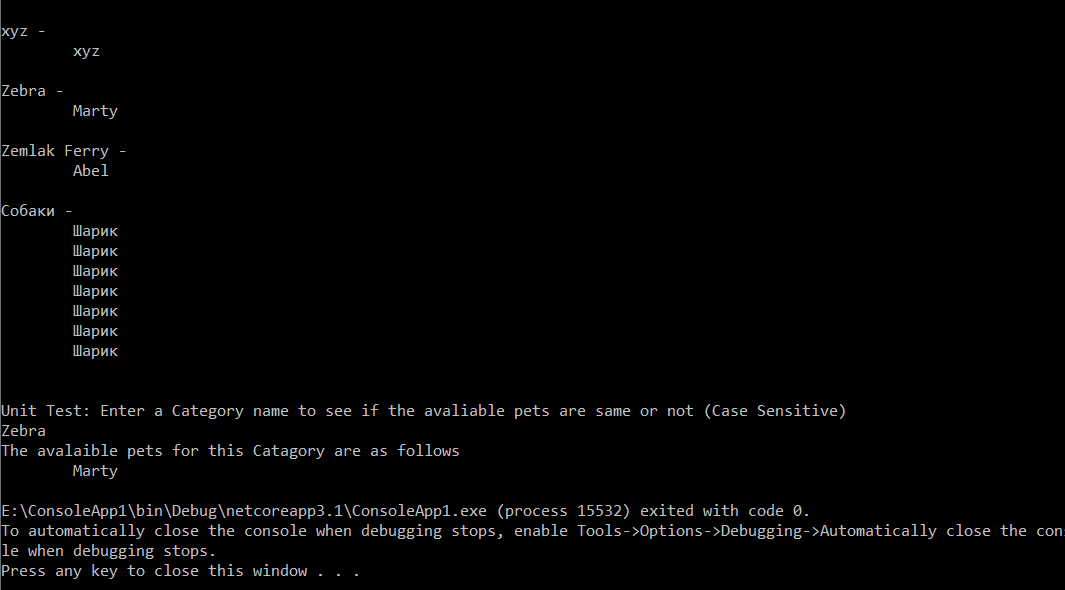 xyz -
xyz
Zebra -
Marty
Zemlak Ferry -
Abel
Собаки -
Шарик
Шарик
Шарик
Шарик
Шарик
Шарик
Шарик
Unit Test: Enter a Category name to see if the avaliable pets are same or not (Case Sensitive)
Zebra
The avalaible pets for this Catagory are as follows
Marty
E:\ConsoleApp1\bin\Debug\netcoreapp3.1\ConsoleApp1.exe (process 15532) exited with code 0.
To automatically close the console when debugging stops, enable Tools->Options->Debugging->Automatically close the conso
le when debugging stops.
Press any key to close this window . . .